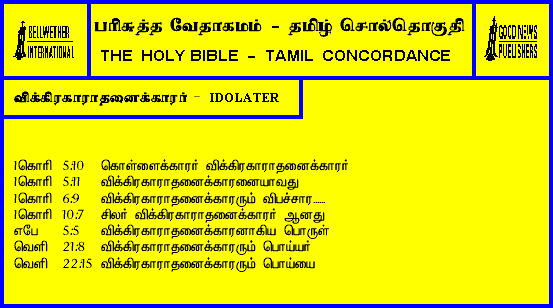 BELLWETHER INTERNATIONAL
பரிசுத்த வேதாகமம் - தமிழ் சொல்தொகுதி
THE HOLY BIBLE - TAMIL CONCORDANCE
GOOD NEWS PUBLISHERS
விக்கிரகாராதனைக்காரர் - IDOLATER
1கொரி 5:10 கொள்ளைக்காரர் விக்கிரகாராதனைக்காரர்
1கொரி 5:11 விக்கிரகாராதனைக்காரனையாவது
1கொரி 6:9 விக்கிரகாராதனைக்காரரும் விபச்சார......
1கொரி 10:7 சிலர் விக்கிரகாராதனைக்காரர் ஆனது
எபே 5:5 விக்கிரகாராதனைக்காரனாகிய பொருள்
வெளி 21:8 விக்கிரகாராதனைக்காரரும் பொய்யர்
வெளி 22:15 விக்கிரகாராதனைக்காரரும் பொய்யை